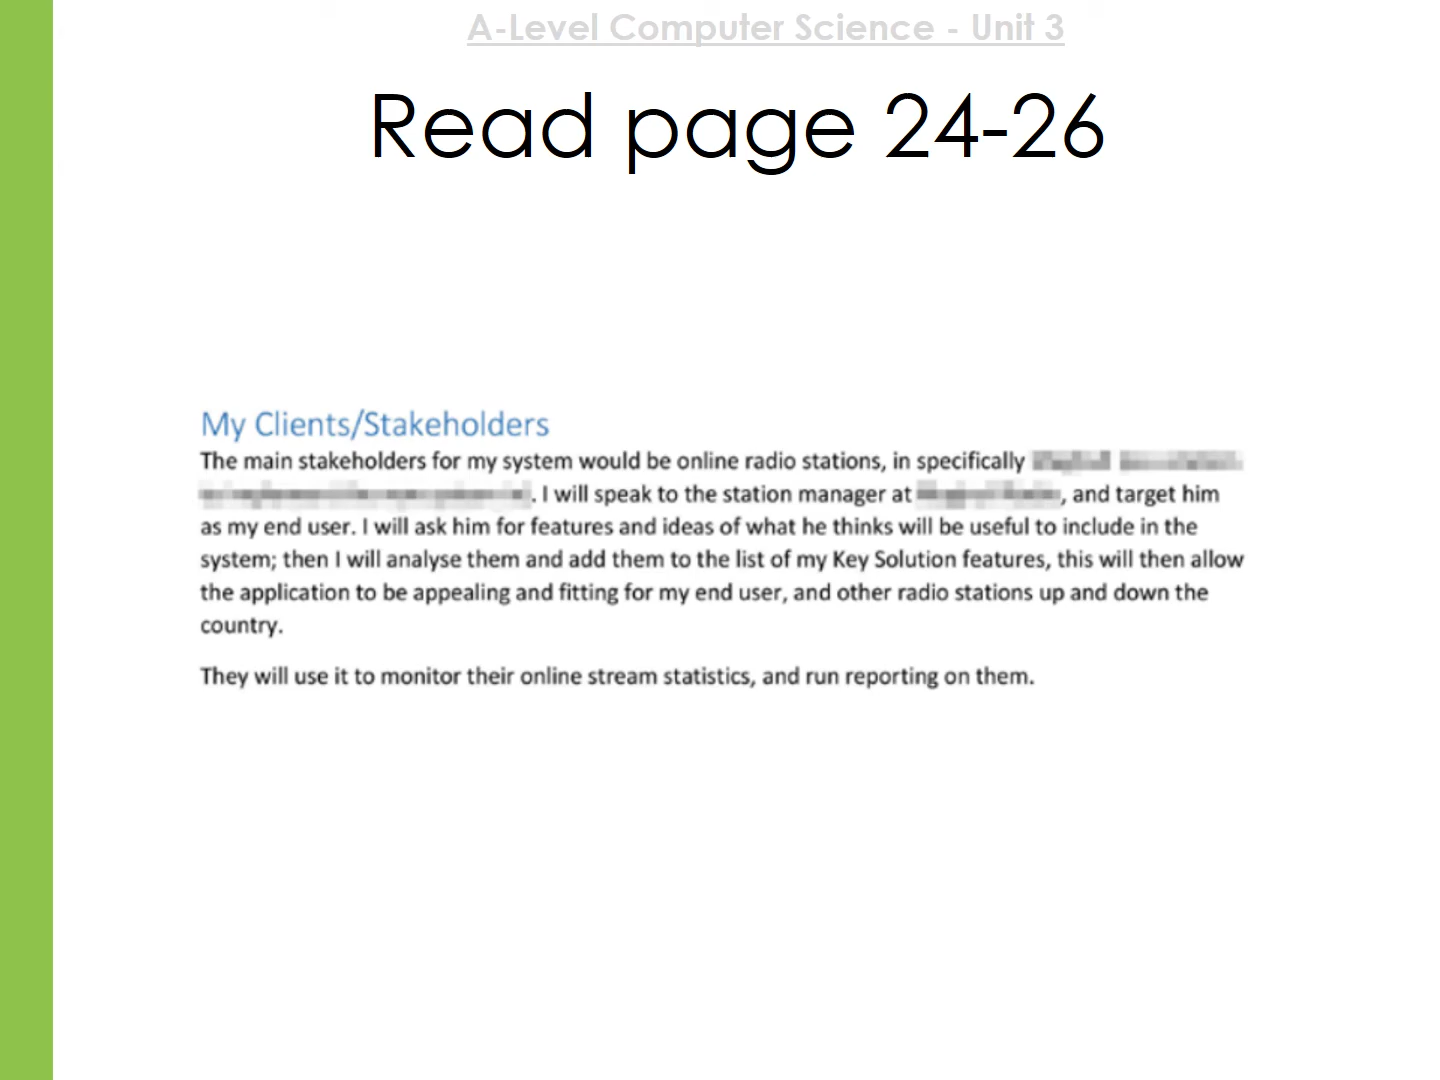 A-Level Computer Science - Unit 3
Read page 24-26
My Clients/Stakeholders
The main stakeholders for my system would be online radio stations, in specifically
. I will speak to the station manager at , and target him
as my end user. I will ask him for features and ideas of what he thinks will be useful to include in the
system; then I will analyse them and add them to the list of my Key Solution features, this will then allow
the application to be appealing and fitting for my end user, and other radio stations up and down the
country.
They will use it to monitor their online stream statistics, and run reporting on them.